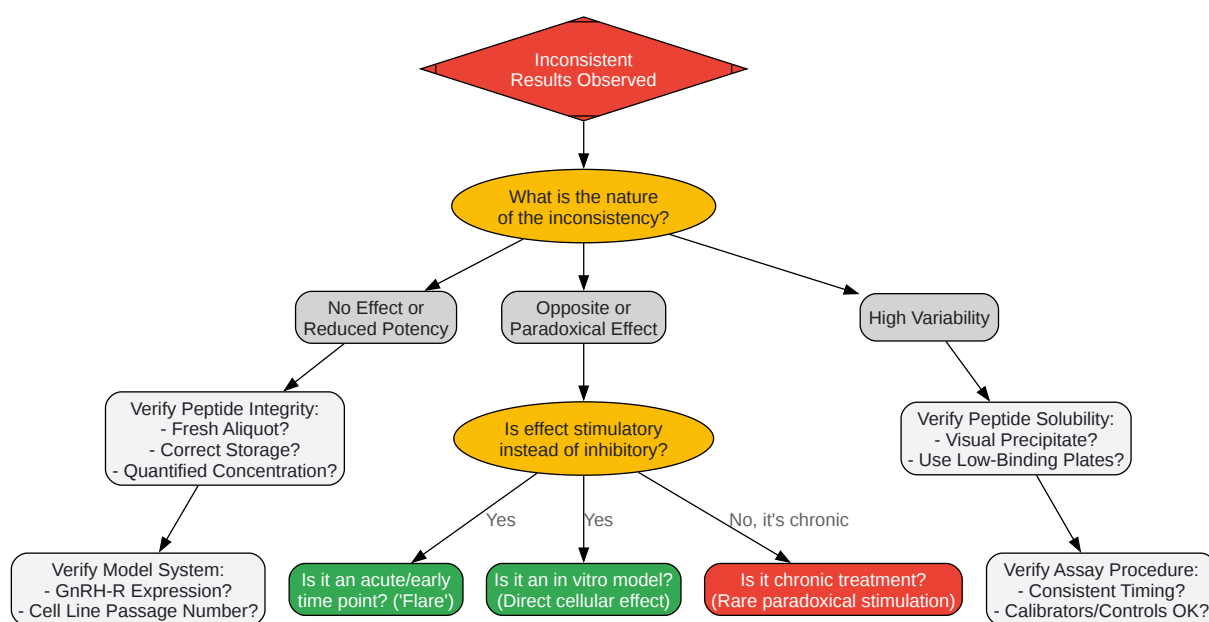 Inconsistent
Results Observed
What is the nature
of the inconsistency?
No Effect or
Reduced Potency
Opposite or
Paradoxical Effect
High Variability
Verify Peptide Integrity:
- Fresh Aliquot?
- Correct Storage?
- Quantified Concentration?
Is effect stimulatory
instead of inhibitory?
Verify Peptide Solubility:
- Visual Precipitate?
- Use Low-Binding Plates?
Yes
Yes
No, it's chronic
Verify Model System:
- GnRH-R Expression?
- Cell Line Passage Number?
Is it an acute/early
time point? ('Flare')
Is it an in vitro model?
(Direct cellular effect)
Is it chronic treatment?
(Rare paradoxical stimulation)
Verify Assay Procedure:
- Consistent Timing?
- Calibrators/Controls OK?